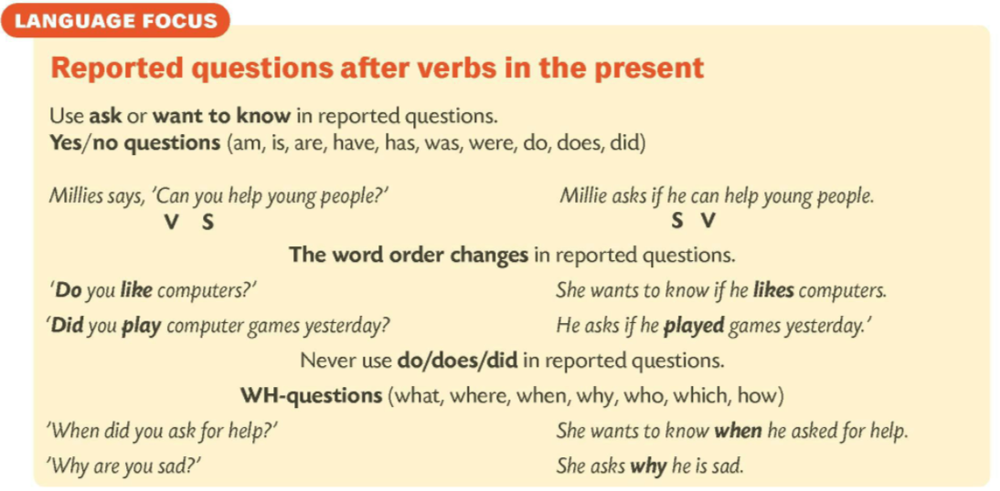 LANGUAGE FOCUS
Reported questions after verbs in the present
Use ask or want to know in reported questions.
Yes/no questions (am, is, are, have, has, was, were, do, does, did)
Millies says, ‘Can you help young people?’ Millie asks if he can help young people.
V S S V
The word order changes in reported questions.
‘Do you like computers?’ She wants to know if he likes computers.
‘Did you play computer games yesterday? He asks if he played games yesterday.’
Never use do/does/did in reported questions.
WH-questions (what, where, when, why, who, which, how)
‘When did you ask for help?’ She wants to know when he asked for help.
‘Why are you sad?’ She asks why he is sad.